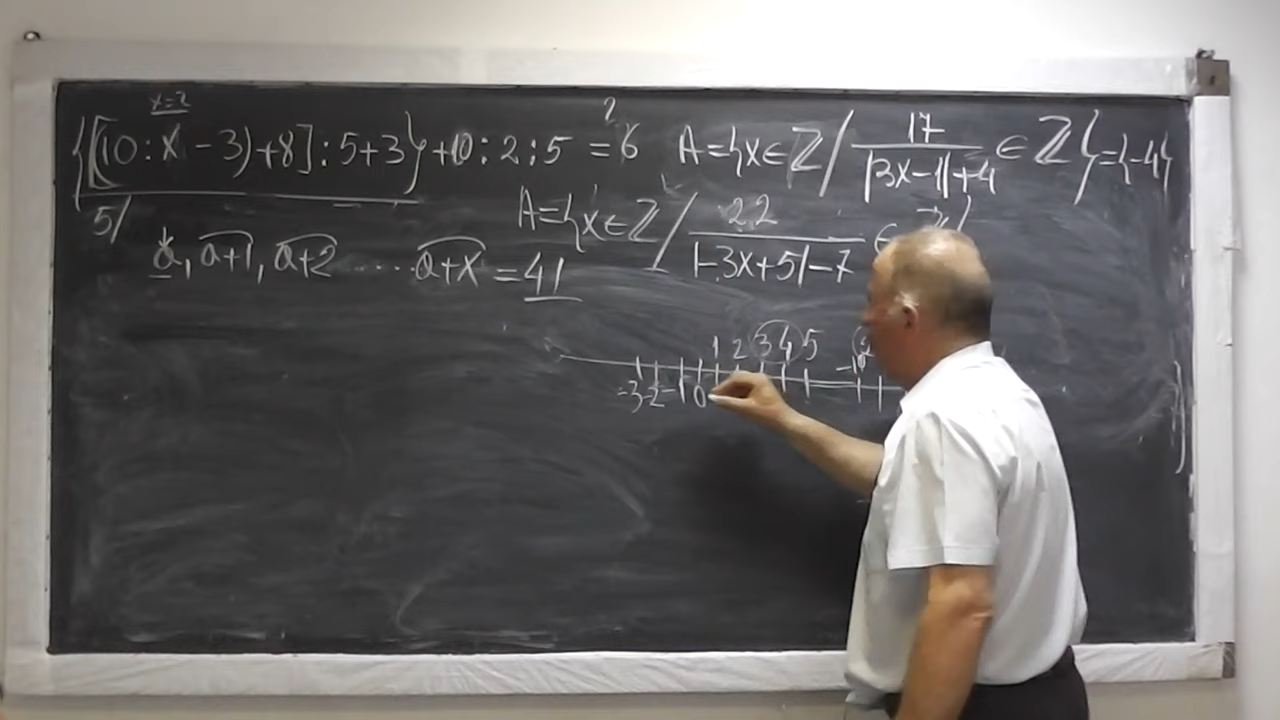 x=2
{[(10:x-3)+8]:5+3}+10:2:5 ?= 6
A={x∈ℤ/ 17/(|3x-1|+4) ∈ℤ}={-4}
5/
A={x∈ℤ/ 22/(|-3x+5|-7) ∈
a, a+1, a+2 ..... a+x = 41
1 2 3 4 5
-3 -2 -1 0